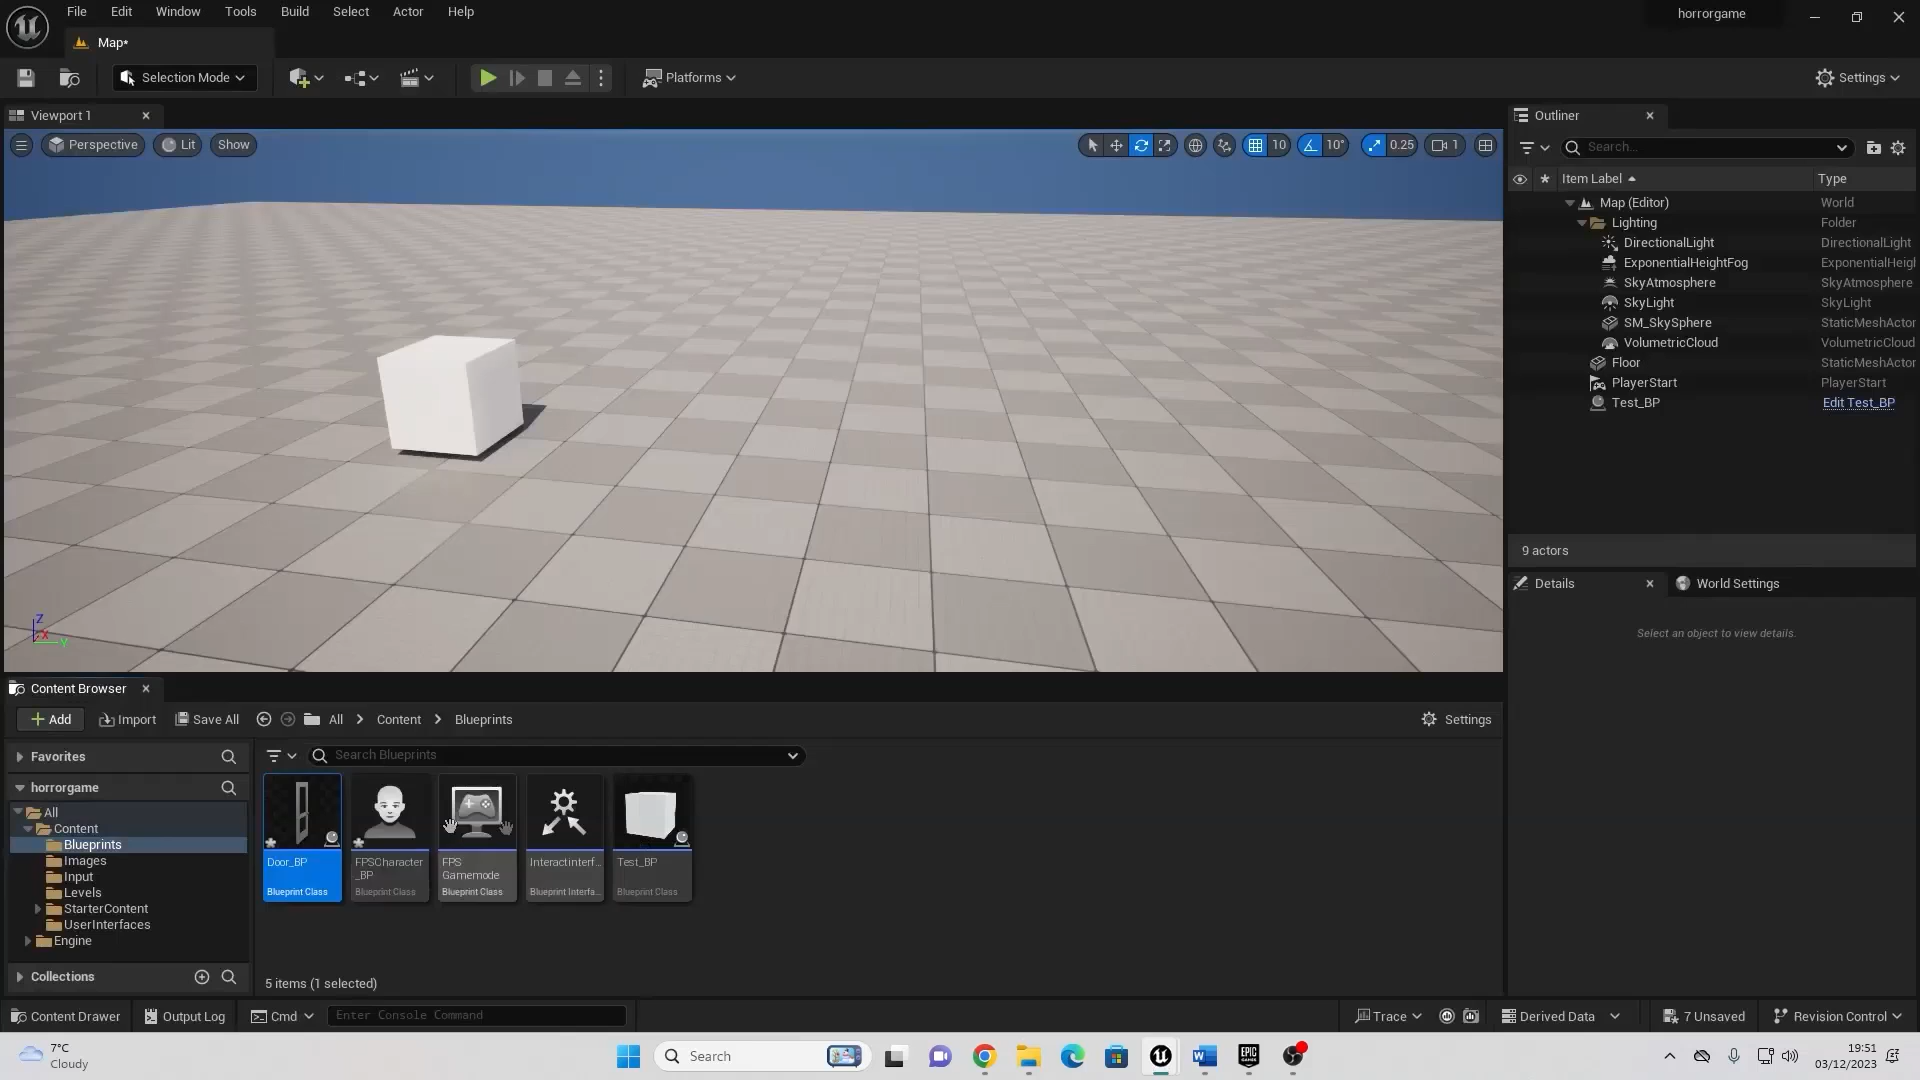 File Edit Window Tools Build Select Actor Help
horrorgame
Map*
Selection Mode
Platforms
Settings
Viewport 1
Perspective Lit Show
10 10° 0.25 1
Z
X
Y
Outliner
Search...
Item Label Type
Map (Editor) World
Lighting Folder
DirectionalLight DirectionalLight
ExponentialHeightFog ExponentialHeigl
SkyAtmosphere SkyAtmosphere
SkyLight SkyLight
SM_SkySphere StaticMeshActor
VolumetricCloud VolumetricCloud
Floor StaticMeshActor
PlayerStart PlayerStart
Test_BP Edit Test_BP
9 actors
Details World Settings
Select an object to view details.
Content Browser
Add Import Save All All Content Blueprints Settings
Favorites
Search Blueprints
horrorgame
All
Content
Blueprints
Images
Input
Levels
StarterContent
UserInterfaces
Engine
Collections
Door_BP
Blueprint Class
FPSCharacter
_BP
Blueprint Class
FPS
Gamemode
Blueprint Class
Interactinterf...
Blueprint Interfa...
Test_BP
Blueprint Class
5 items (1 selected)
Content Drawer Output Log Cmd Enter Console Command Trace Derived Data 7 Unsaved Revision Control
7°C
Cloudy
Search
EPIC
GAMES
19:51
03/12/2023